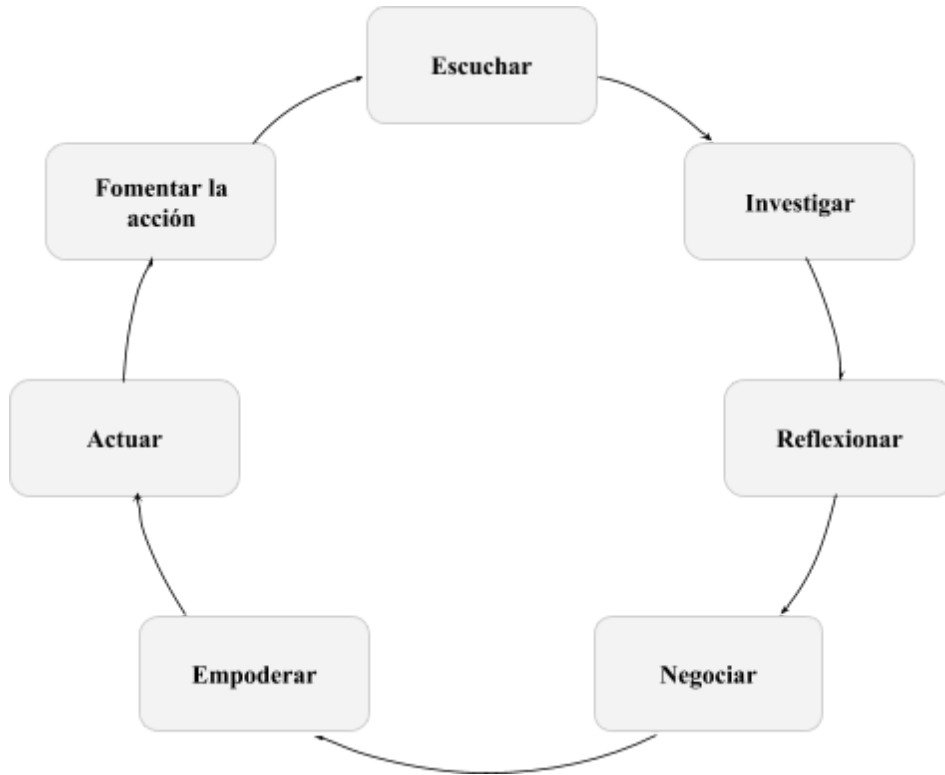 Escuchar
Investigar
Reflexionar
Negociar
Empoderar
Actuar
Fomentar la
acción